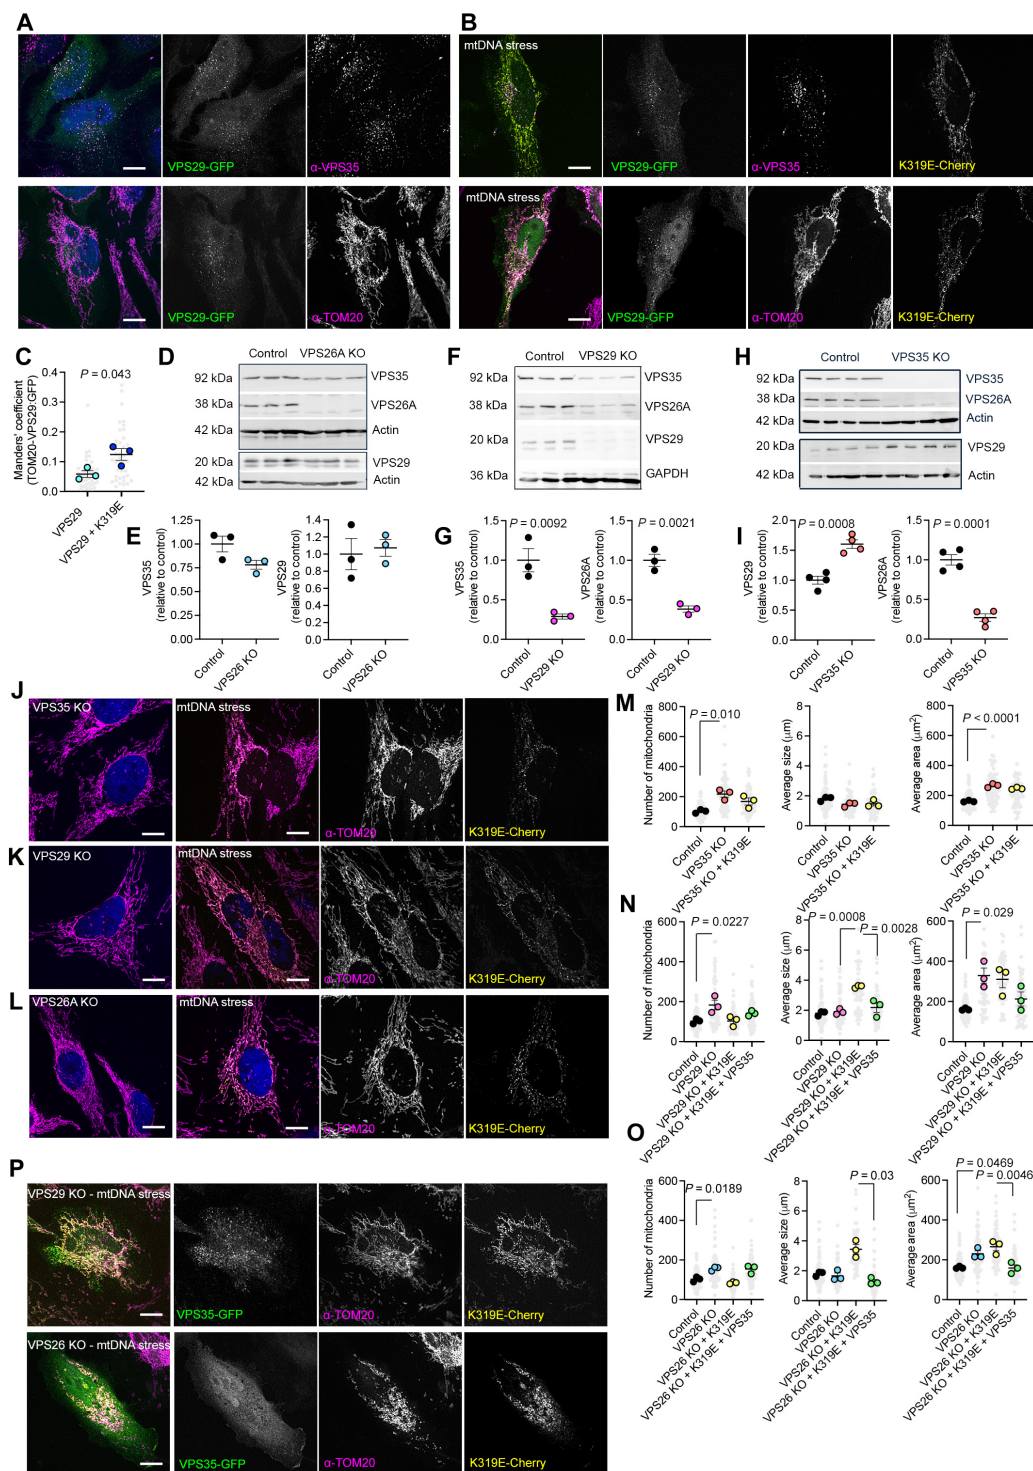 A
VPS29-GFP
α-VPS35
VPS29-GFP
α-TOM20
B
mtDNA stress
VPS29-GFP
α-VPS35
K319E-Cherry
mtDNA stress
VPS29-GFP
α-TOM20
K319E-Cherry
C
P = 0.043
Manders' coefficient
(TOM20-VPS29:GFP)
0.4
0.3
0.2
0.1
0.0
VPS29
VPS29 + K319E
D
Control VPS26A KO
92 kDa VPS35
38 kDa VPS26A
42 kDa Actin
20 kDa VPS29
42 kDa Actin
F
Control VPS29 KO
92 kDa VPS35
38 kDa VPS26A
20 kDa VPS29
36 kDa GAPDH
H
Control VPS35 KO
92 kDa VPS35
38 kDa VPS26A
42 kDa Actin
20 kDa VPS29
42 kDa Actin
E
VPS35
(relative to control)
1.25
1.00
0.75
0.50
0.25
0.00
Control
VPS26 KO
VPS29
(relative to control)
1.4
1.2
1.0
0.8
0.6
0.4
0.2
0.0
Control
VPS26 KO
G
P = 0.0092
VPS35
(relative to control)
1.5
1.0
0.5
0.0
Control
VPS29 KO
P = 0.0021
VPS26A
(relative to control)
1.5
1.0
0.5
0.0
Control
VPS29 KO
I
P = 0.0008
VPS29
(relative to control)
2.0
1.5
1.0
0.5
0.0
Control
VPS35 KO
P = 0.0001
VPS26A
(relative to control)
1.5
1.0
0.5
0.0
Control
VPS35 KO
J
VPS35 KO
mtDNA stress
α-TOM20
K319E-Cherry
K
VPS29 KO
mtDNA stress
α-TOM20
K319E-Cherry
L
VPS26A KO
mtDNA stress
α-TOM20
K319E-Cherry
M
P = 0.010
Number of mitochondria
800
600
400
200
0
Control
VPS35 KO
VPS35 KO + K319E
Average size (μm)
8
6
4
2
0
Control
VPS35 KO
VPS35 KO + K319E
P < 0.0001
Average area (μm²)
800
600
400
200
0
Control
VPS35 KO
VPS35 KO + K319E
N
P = 0.0227
Number of mitochondria
600
400
200
0
Control
VPS29 KO
VPS29 KO + K319E
VPS29 KO + K319E + VPS35
P = 0.0008
P = 0.0028
Average size (μm)
8
6
4
2
0
Control
VPS29 KO
VPS29 KO + K319E
VPS29 KO + K319E + VPS35
P = 0.029
Average area (μm²)
600
400
200
0
Control
VPS29 KO
VPS29 KO + K319E
VPS29 KO + K319E + VPS35
O
P = 0.0189
Number of mitochondria
600
400
200
0
Control
VPS26 KO
VPS26 KO + K319E
VPS26 KO + K319E + VPS35
P = 0.03
Average size (μm)
8
6
4
2
0
Control
VPS26 KO
VPS26 KO + K319E
VPS26 KO + K319E + VPS35
P = 0.0469
P = 0.0046
Average area (μm²)
600
400
200
0
Control
VPS26 KO
VPS26 KO + K319E
VPS26 KO + K319E + VPS35
P
VPS29 KO - mtDNA stress
VPS35-GFP
α-TOM20
K319E-Cherry
VPS26 KO - mtDNA stress
VPS35-GFP
α-TOM20
K319E-Cherry